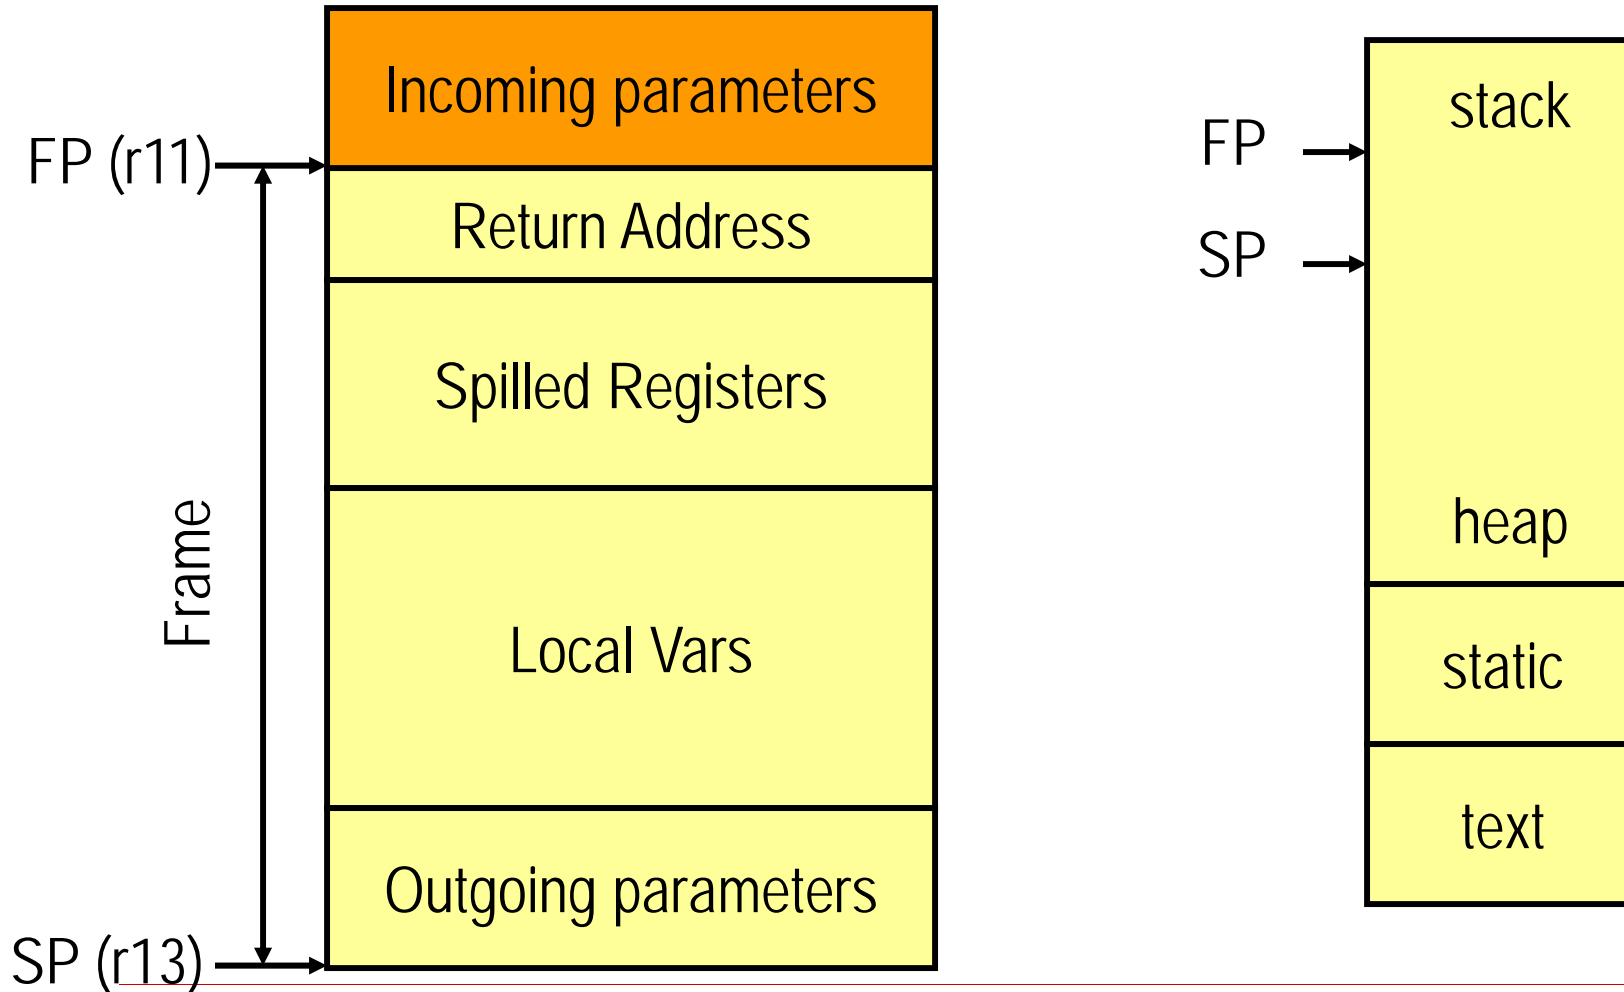 Incoming parameters
FP (r11)
Return Address
Spilled Registers
Frame
Local Vars
Outgoing parameters
SP (r13)
stack
FP
SP
heap
static
text